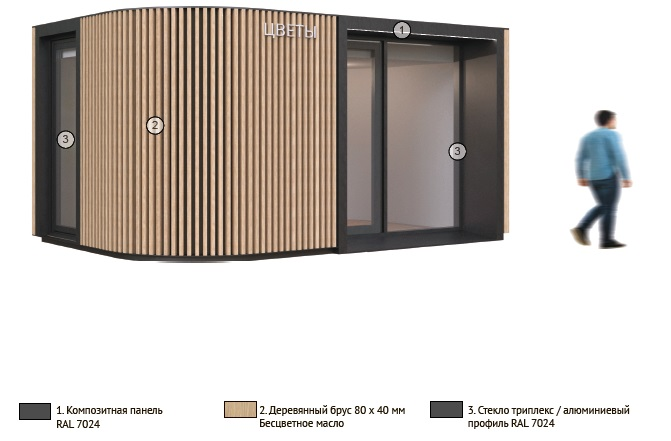 ЦВЕТЫ
1
2
3
3
1. Композитная панель
RAL 7024
2. Деревянный брус 80 х 40 мм
Бесцветное масло
3. Стекло триплекс / алюминиевый
профиль RAL 7024